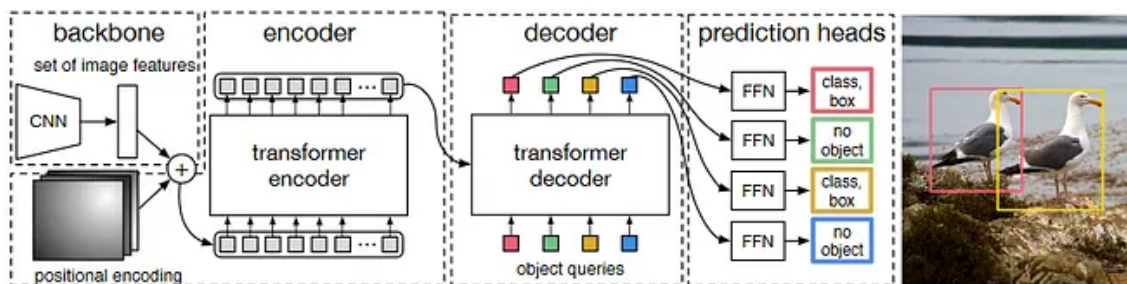 backbone
set of image features
CNN
+
positional encoding
encoder
...
transformer
encoder
...
decoder
transformer
decoder
object queries
prediction heads
FFN
class,
box
FFN
no
object
FFN
class,
box
FFN
no
object